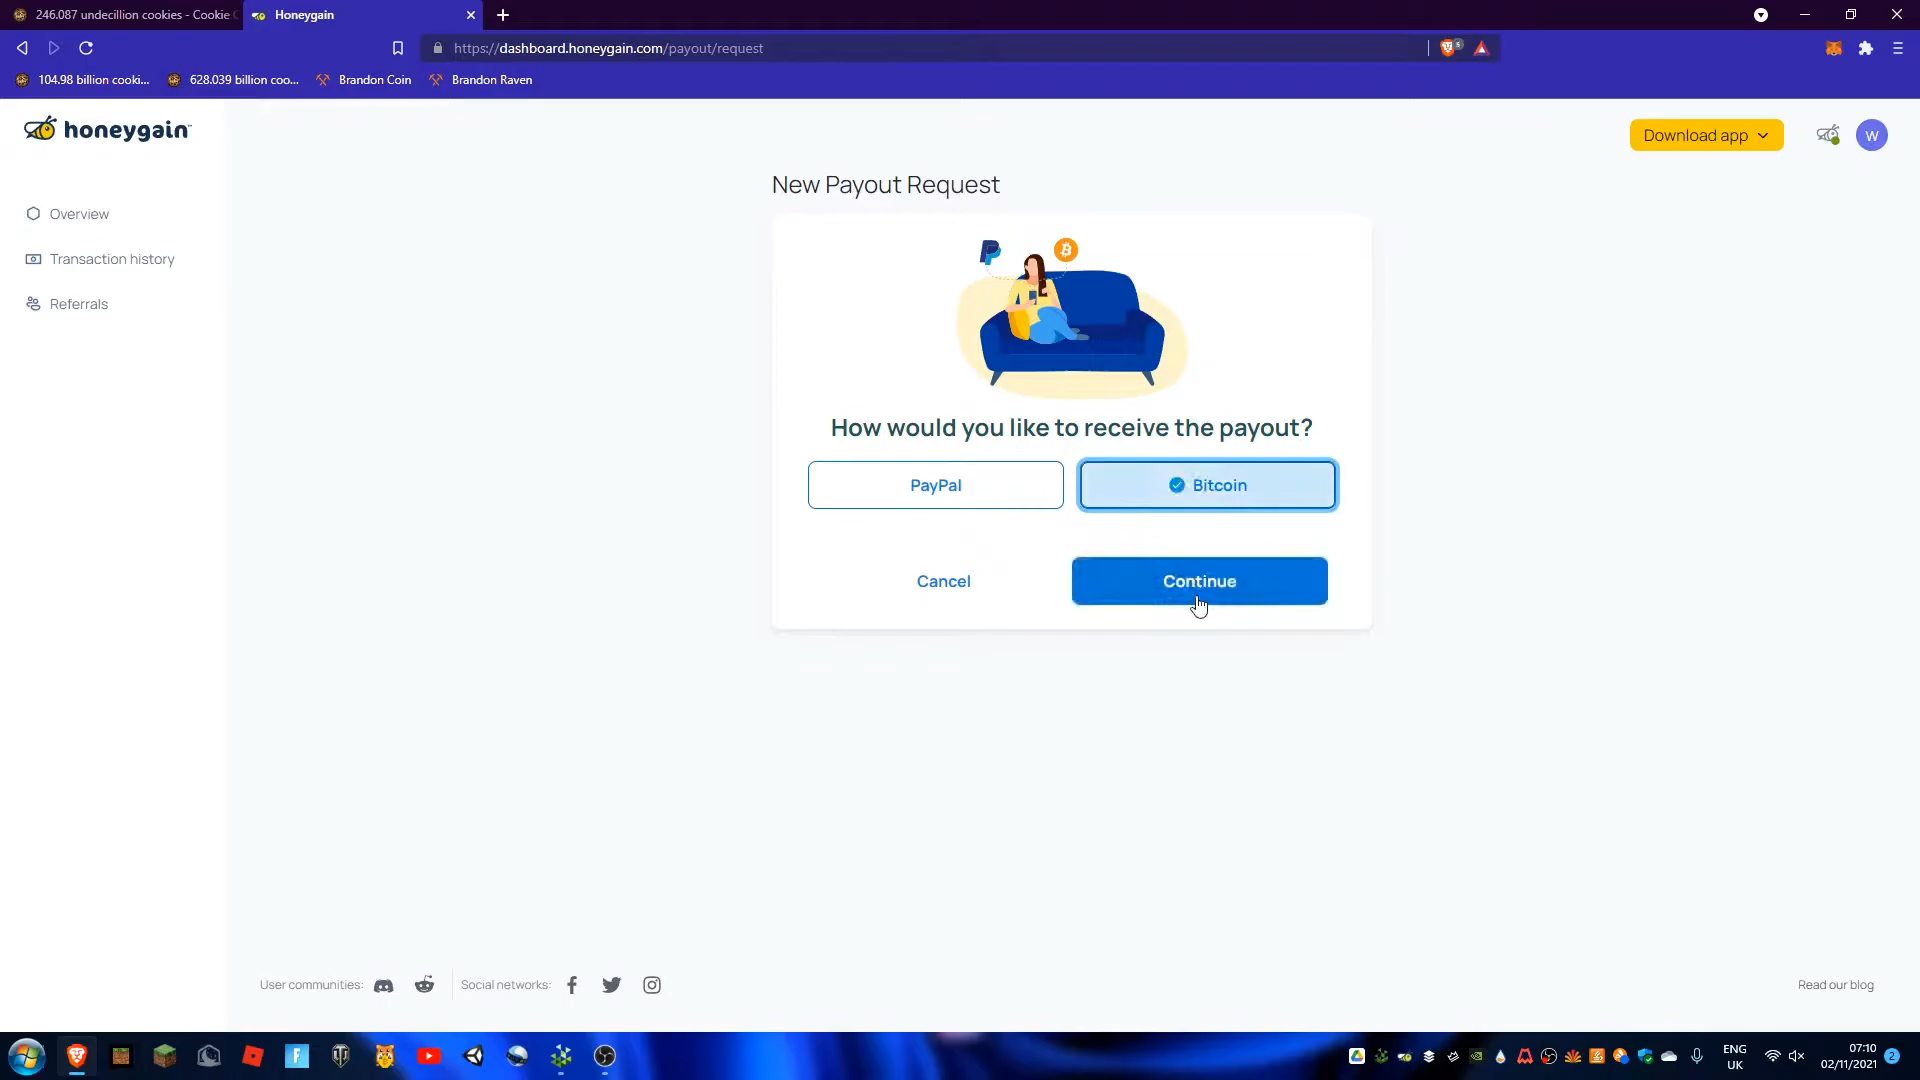 246.087 undecillion cookies - Cookie C
Honeygain
https://dashboard.honeygain.com/payout/request
104.98 billion cooki...
628.039 billion coo...
Brandon Coin
Brandon Raven
honeygain
Download app
W
Overview
Transaction history
Referrals
New Payout Request
How would you like to receive the payout?
PayPal
Bitcoin
Cancel
Continue
User communities:
Social networks:
Read our blog
ENG
UK
07:10
02/11/2021
2